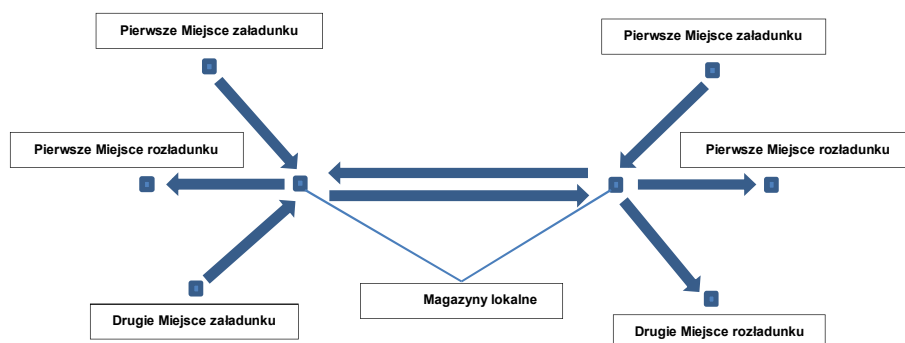 Pierwsze Miejsce załadunku
Pierwsze Miejsce załadunku
Pierwsze Miejsce rozładunku
Pierwsze Miejsce rozładunku
Magazyny lokalne
Drugie Miejsce załadunku
Drugie Miejsce rozładunku